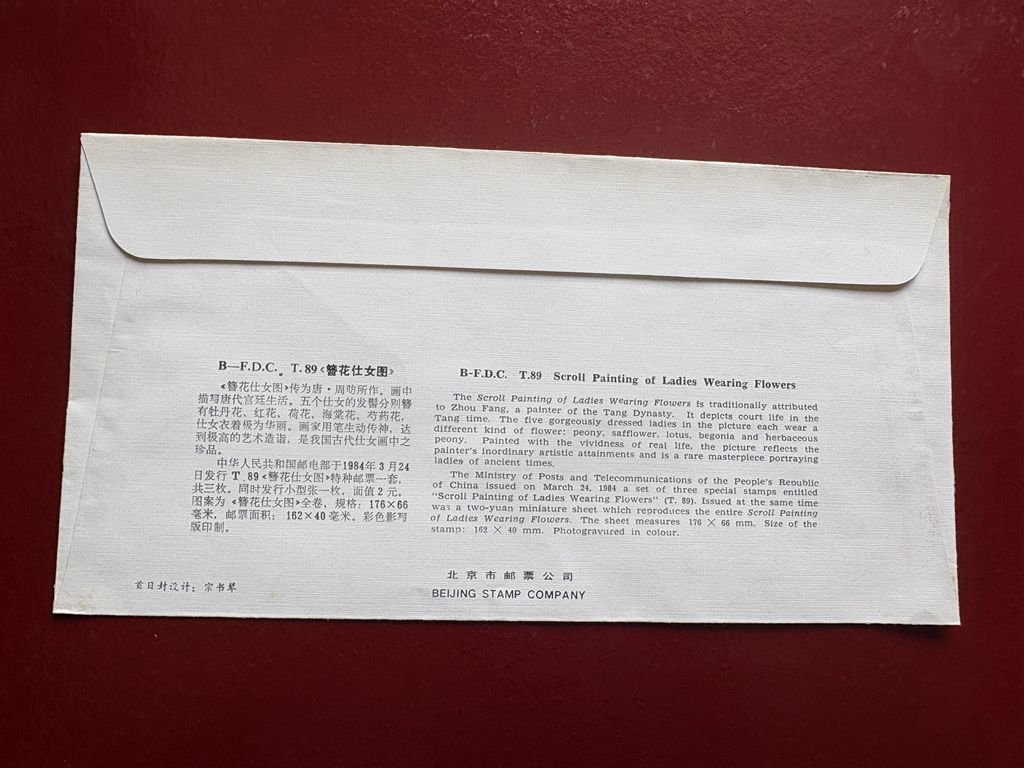 B—F.D.C. T.89《簪花仕女图》
《簪花仕女图》传为唐·周昉所作。画中
描写唐代宫廷生活。五个仕女的发髻分别簪
有牡丹花、红花、荷花、海棠花、芍药花，
仕女衣着极为华丽。画家用笔生动传神，达
到极高的艺术造诣，是我国古代仕女画中之
珍品。
中华人民共和国邮电部于1984年3月24
日发行T.89《簪花仕女图》特种邮票一套，
共三枚。同时发行小型张一枚，面值2元。
图案为《簪花仕女图》全卷，规格：176×66
毫米，邮票面积：162×40毫米。彩色影写
版印制。
B-F.D.C. T.89 Scroll Painting of Ladies Wearing Flowers
The Scroll Painting of Ladies Wearing Flowers is traditionally attributed
to Zhou Fang, a painter of the Tang Dynasty. It depicts court life in the
Tang time. The five gorgeously dressed ladies in the picture each wear a
different kind of flower; peony, safflower, lotus, begonia and herbaceous
peony. Painted with the vividness of real life, the picture reflects the
painter's inordinary artistic attainments and is a rare masterpiece portraying
ladies of ancient times.
The Ministry of Posts and Telecommunications of the People's Republic
of China issued on March 24, 1984 a set of three special stamps entitled
"Scroll Painting of Ladies Wearing Flowers" (T. 89). Issued at the same time
was a two-yuan miniature sheet which reproduces the entire Scroll Painting
of Ladies Wearing Flowers. The sheet measures 176 × 66 mm. Size of the
stamp: 162 × 40 mm. Photogravured in colour.
首日封设计：宗书琴
北京市邮票公司
BEIJING STAMP COMPANY